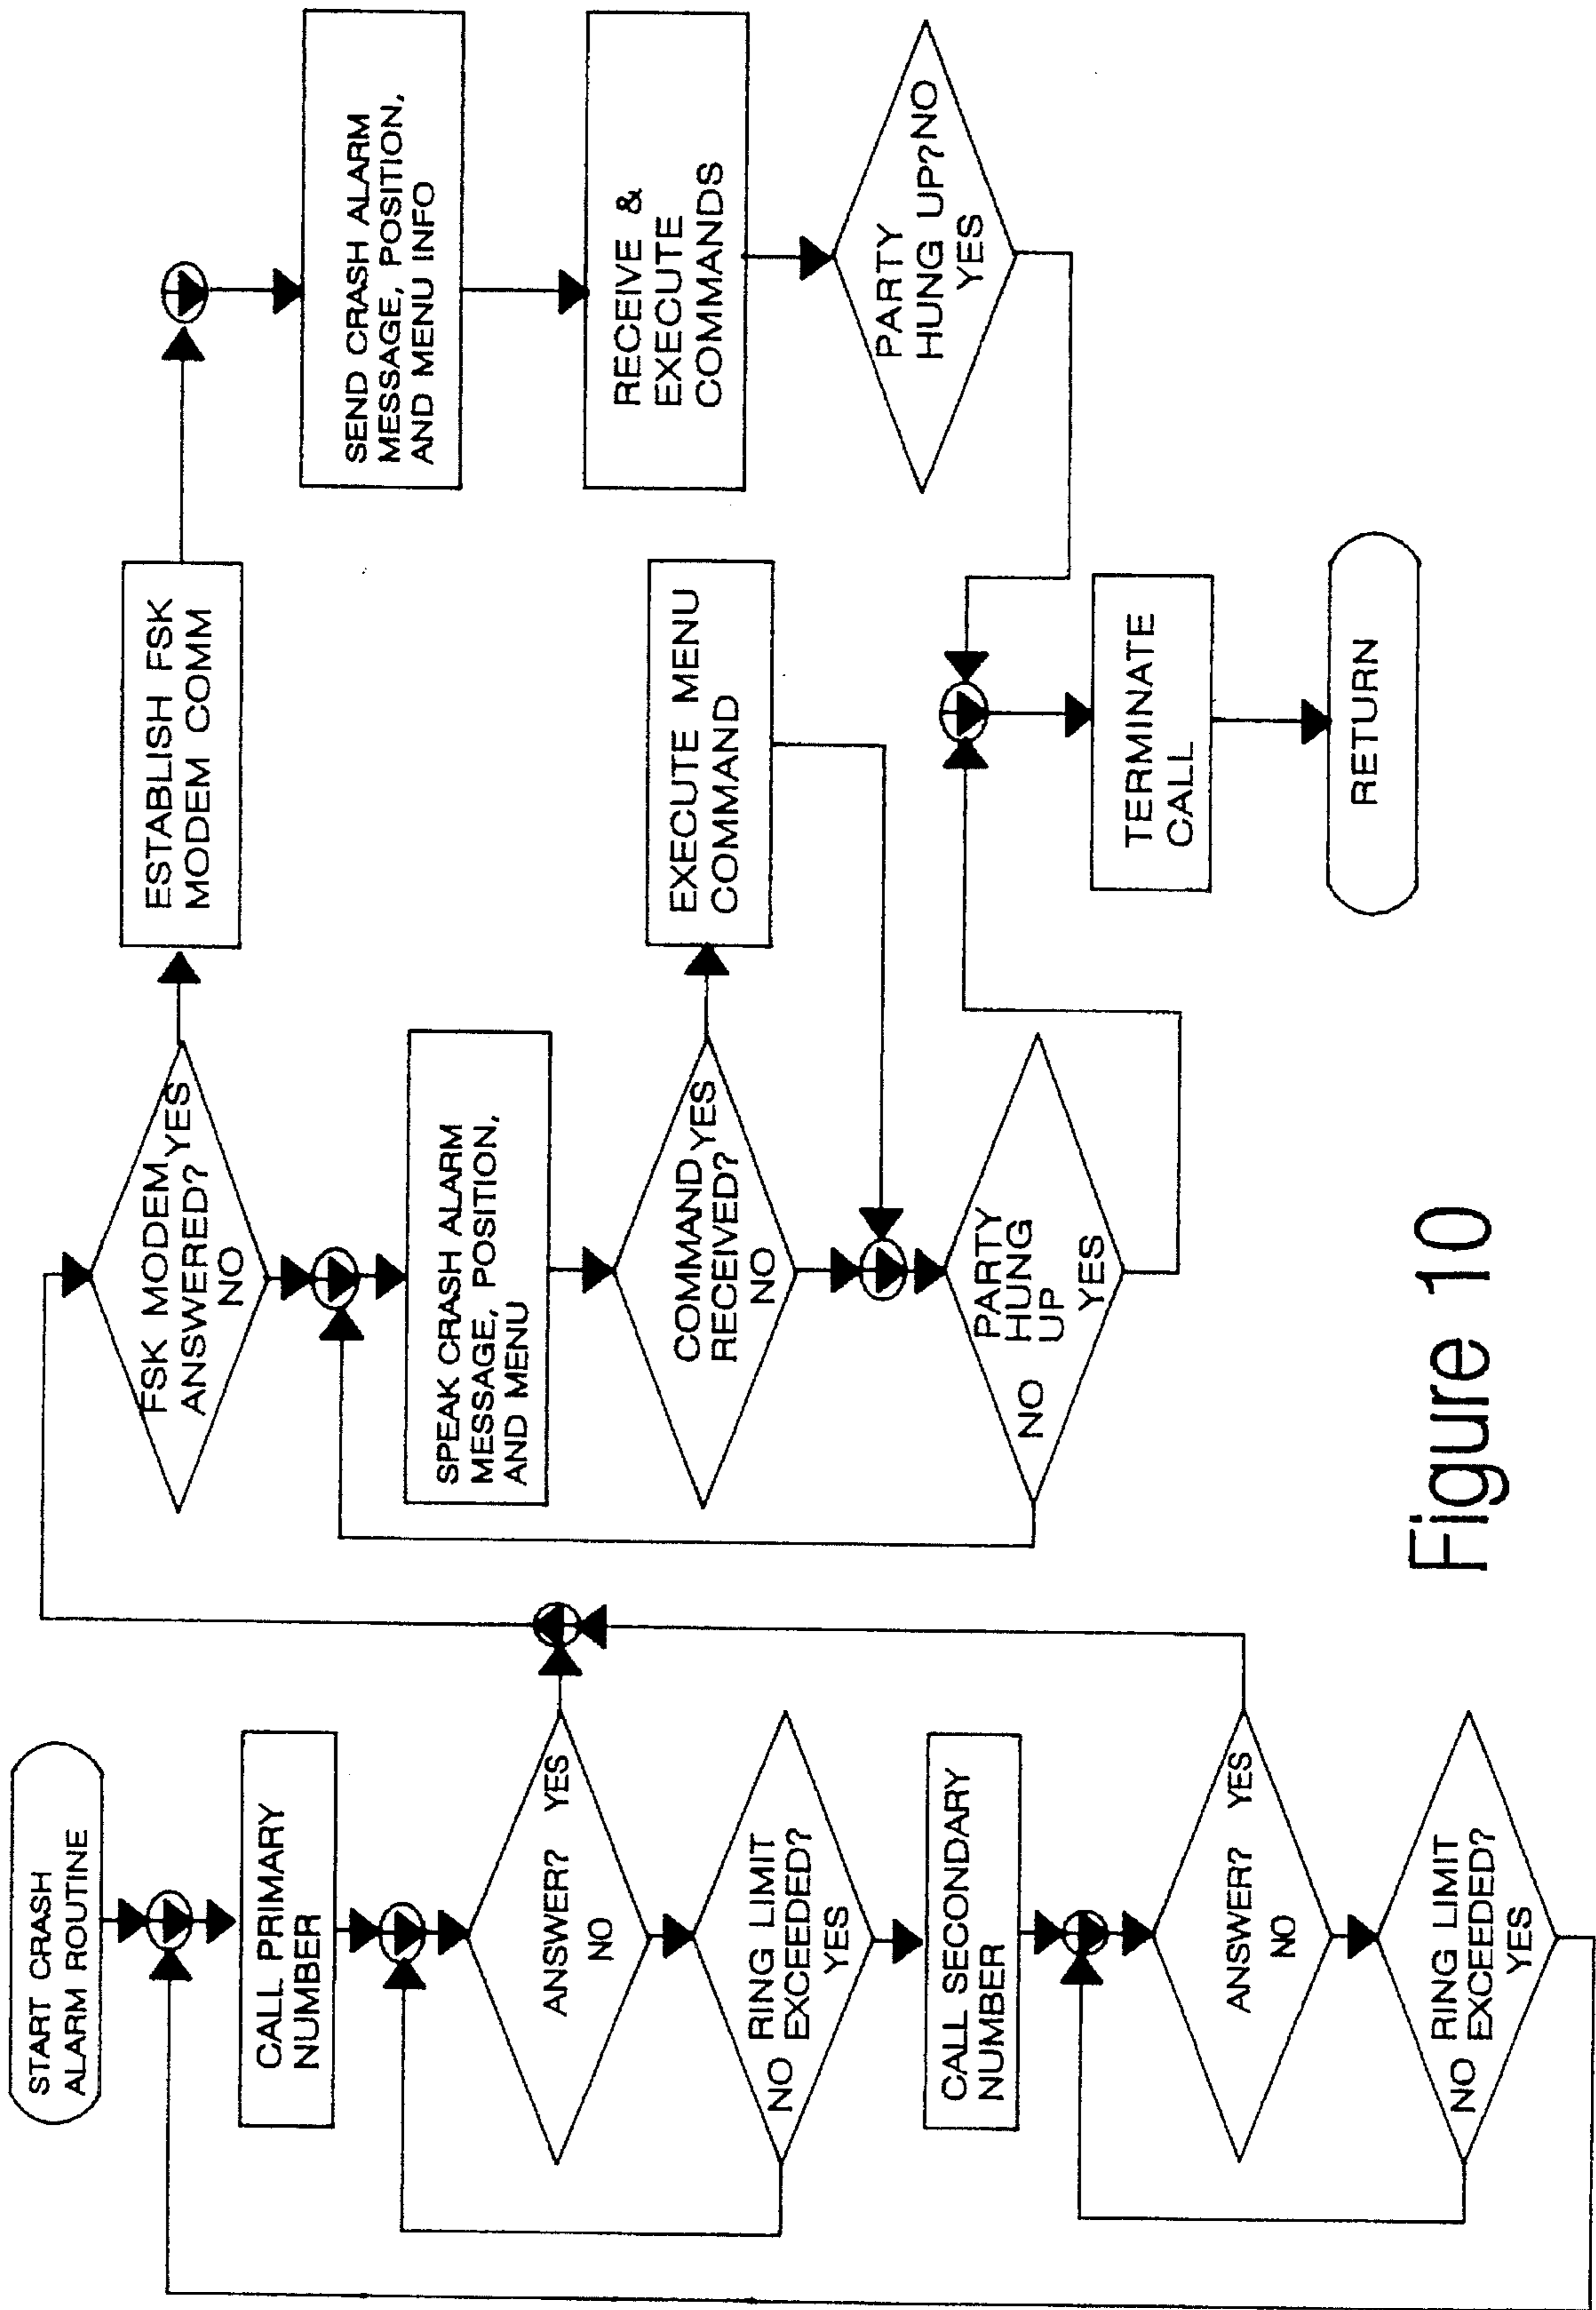 START CRASH
ALARM ROUTINE
CALL PRIMARY
NUMBER
ANSWER? YES
NO
RING LIMIT
NO EXCEEDED?
YES
CALL SECONDARY
NUMBER
ANSWER? YES
NO
RING LIMIT
NO EXCEEDED?
YES
FSK MODEM YES
ANSWERED?
NO
SPEAK CRASH ALARM
MESSAGE, POSITION,
AND MENU
COMMAND YES
RECEIVED?
NO
PARTY
HUNG
NO UP
YES
ESTABLISH FSK
MODEM COMM
EXECUTE MENU
COMMAND
TERMINATE
CALL
RETURN
SEND CRASH ALARM
MESSAGE, POSITION,
AND MENU INFO
RECEIVE &
EXECUTE
COMMANDS
PARTY
HUNG UP? NO
YES
Figure 10